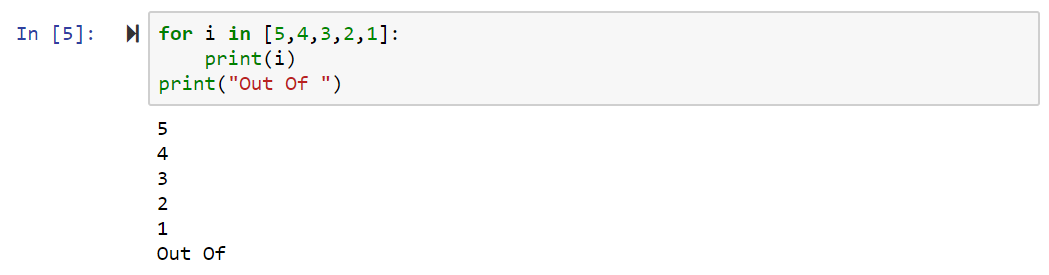 In [5]: for i in [5,4,3,2,1]:
    print(i)
print("Out Of ")
5
4
3
2
1
Out Of